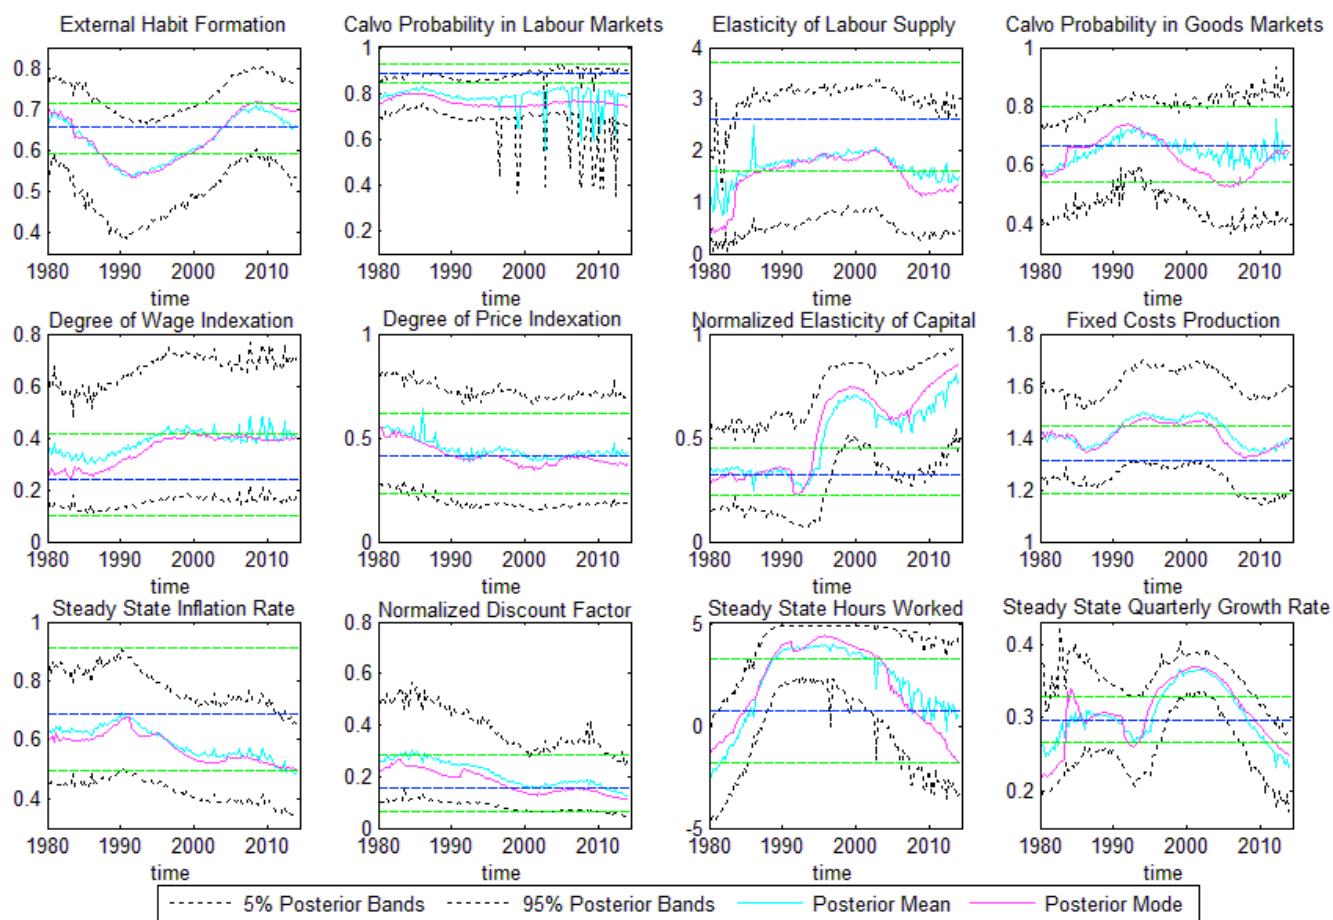 External Habit Formation
Calvo Probability in Labour Markets
Elasticity of Labour Supply
Calvo Probability in Goods Markets
0.8
0.7
0.6
0.5
0.4
1980 1990 2000 2010
time
1
0.8
0.6
0.4
0.2
1980 1990 2000 2010
time
4
3
2
1
0
1980 1990 2000 2010
time
1
0.8
0.6
0.4
1980 1990 2000 2010
time
Degree of Wage Indexation
Degree of Price Indexation
Normalized Elasticity of Capital
Fixed Costs Production
0.8
0.6
0.4
0.2
0
1980 1990 2000 2010
time
1
0.5
0
1980 1990 2000 2010
time
1
0.5
0
1980 1990 2000 2010
time
1.8
1.6
1.4
1.2
1
1980 1990 2000 2010
time
Steady State Inflation Rate
Normalized Discount Factor
Steady State Hours Worked
Steady State Quarterly Growth Rate
1
0.8
0.6
0.4
1980 1990 2000 2010
time
0.8
0.6
0.4
0.2
0
1980 1990 2000 2010
time
5
0
-5
1980 1990 2000 2010
time
0.4
0.3
0.2
1980 1990 2000 2010
time
5% Posterior Bands 95% Posterior Bands Posterior Mean Posterior Mode